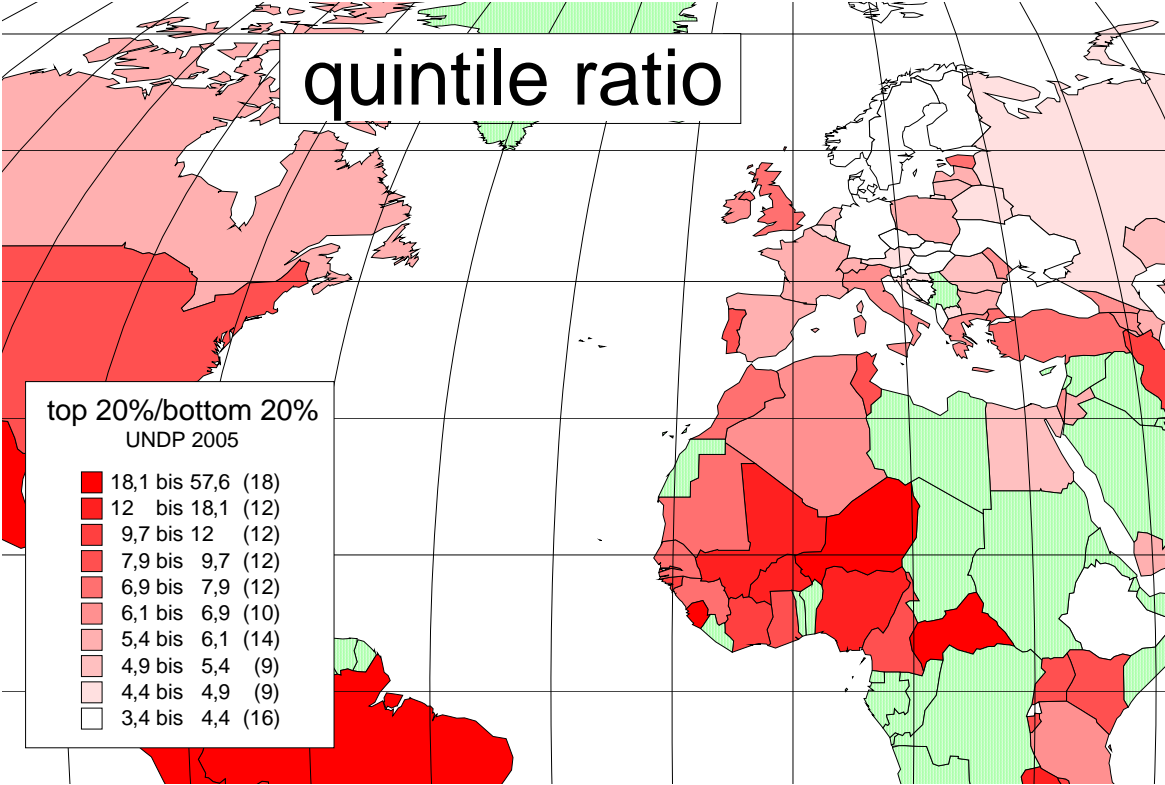 quintile ratio
top 20%/bottom 20%
UNDP 2005
18,1 bis 57,6 (18)
12 bis 18,1 (12)
9,7 bis 12 (12)
7,9 bis 9,7 (12)
6,9 bis 7,9 (12)
6,1 bis 6,9 (10)
5,4 bis 6,1 (14)
4,9 bis 5,4 (9)
4,4 bis 4,9 (9)
3,4 bis 4,4 (16)